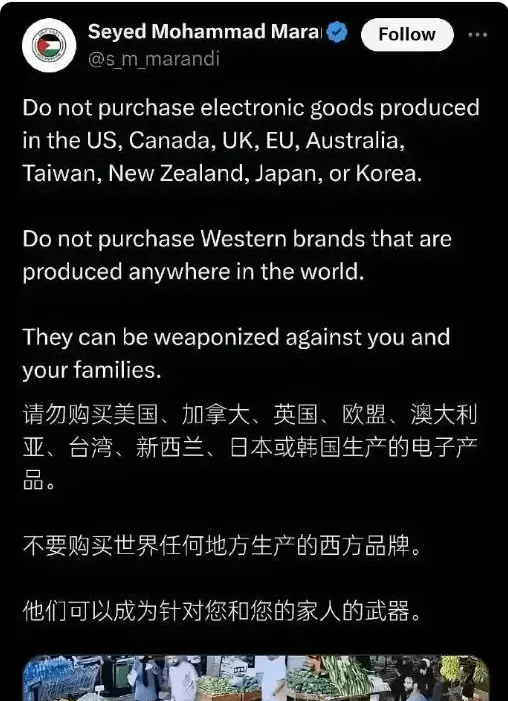 Seyed Mohammad Mara
Follow
@s_m_marandi
Do not purchase electronic goods produced
in the US, Canada, UK, EU, Australia,
Taiwan, New Zealand, Japan, or Korea.
Do not purchase Western brands that are
produced anywhere in the world.
They can be weaponized against you and
your families.
请勿购买美国、加拿大、英国、欧盟、澳大利
亚、台湾、新西兰、日本或韩国生产的电子产
品。
不要购买世界任何地方生产的西方品牌。
他们可以成为针对您和您的家人的武器。